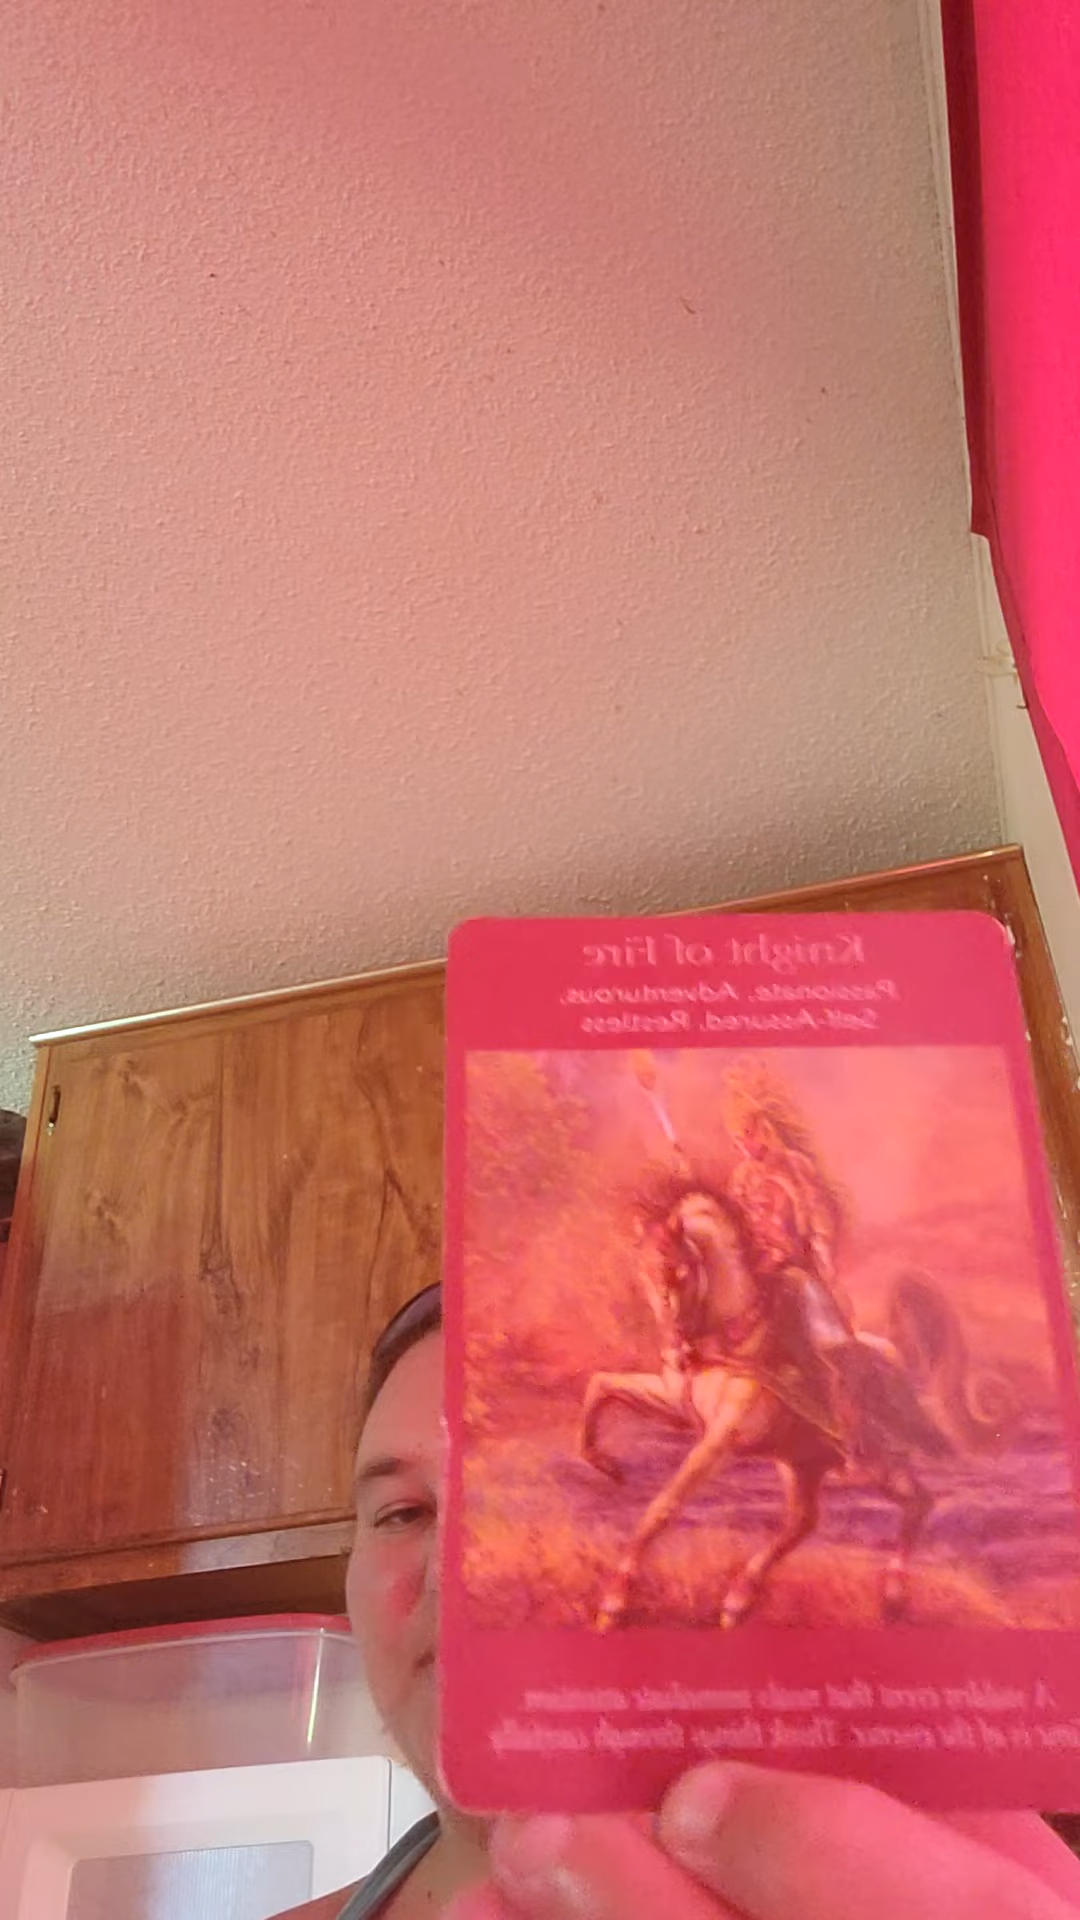 Knight of Fire
Passionate. Adventurous.
Self-Assured. Restless
A sudden event that needs immediate attention.
is of the essence. Think things through carefully